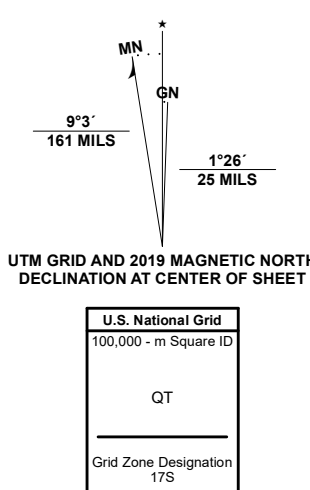 ★
MN
GN
9°3´
161 MILS
1°26´
25 MILS
UTM GRID AND 2019 MAGNETIC NORTH
DECLINATION AT CENTER OF SHEET
U.S. National Grid
100,000 - m Square ID
QT
Grid Zone Designation
17S